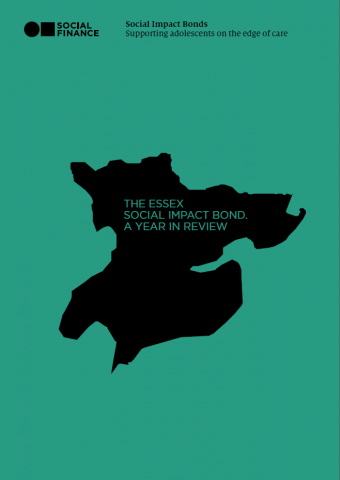 SOCIAL
FINANCE
Social Impact Bonds
Supporting adolescents on the edge of care
THE ESSEX
SOCIAL IMPACT BOND.
A YEAR IN REVIEW